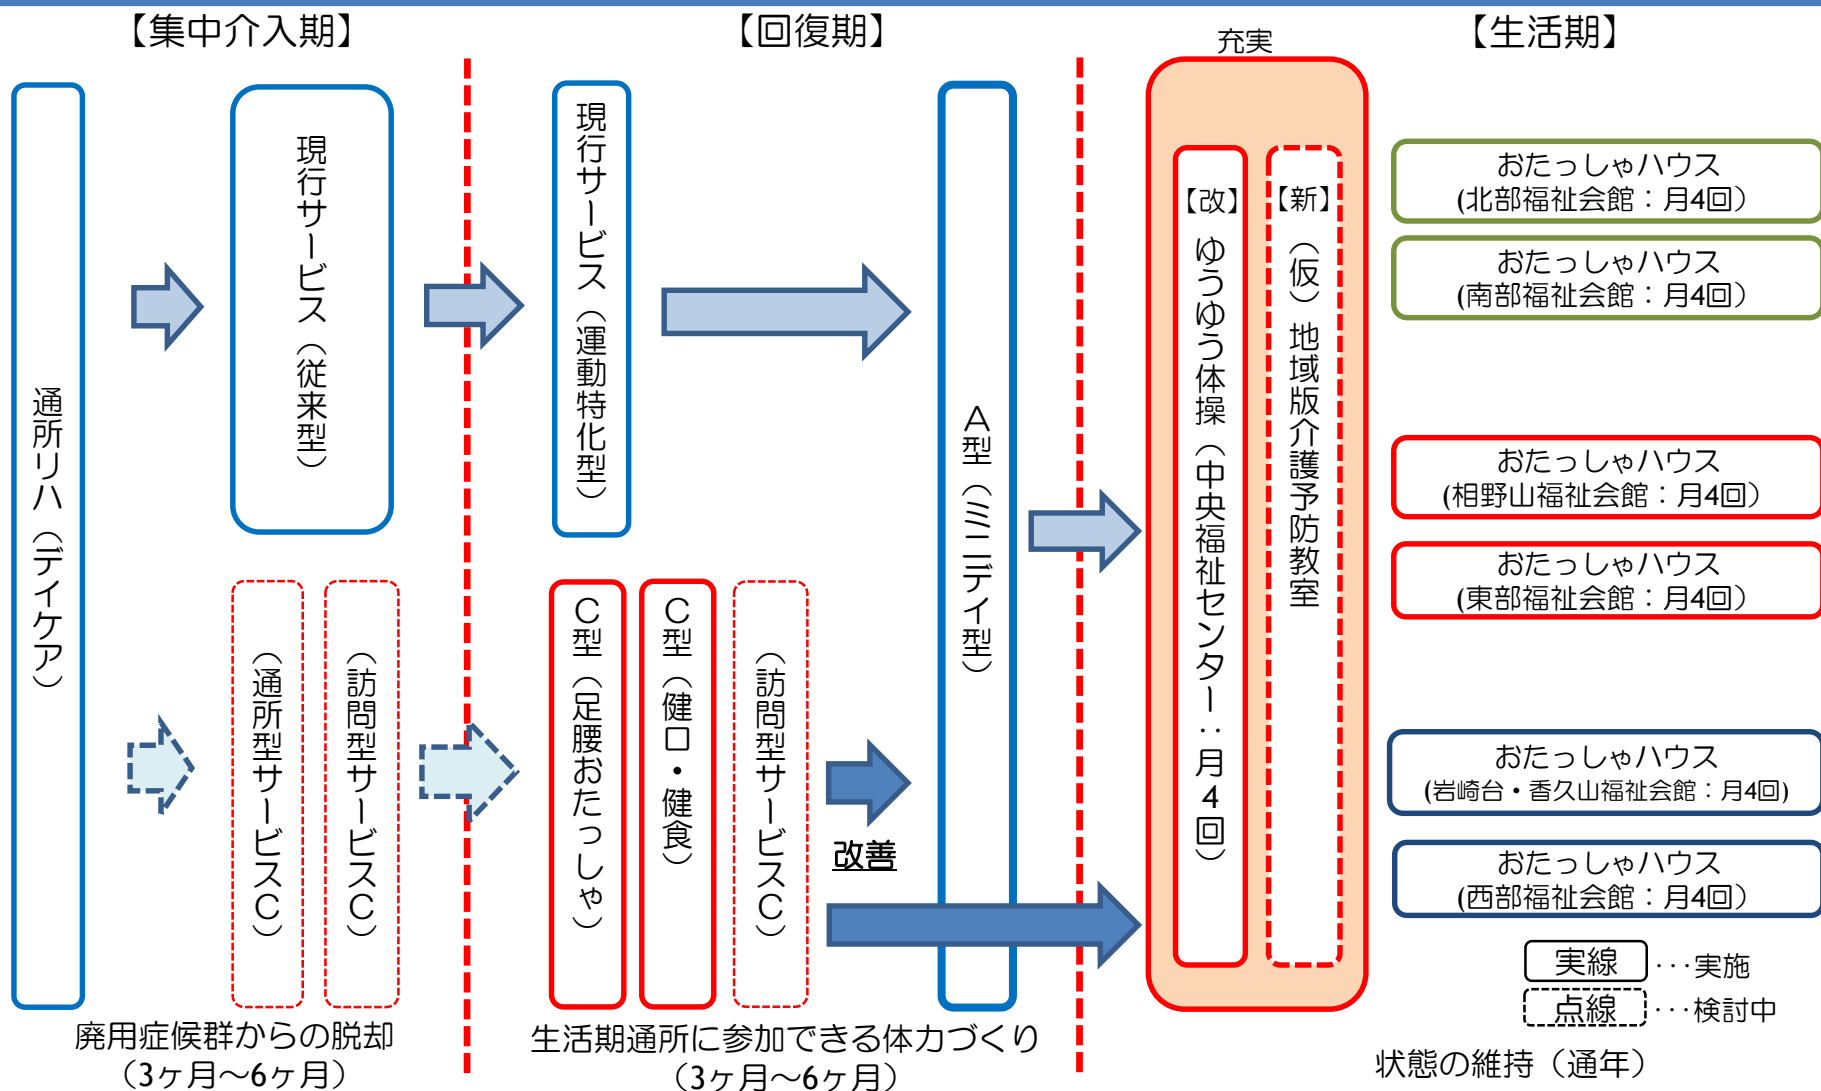 【集中介入期】
【回復期】
【生活期】
充実
通所リハ（デイケア）
現行サービス（従来型）
（通所型サービスC）
（訪問型サービスC）
現行サービス（運動特化型）
C型（足腰おたっしゃ）
C型（健口・健食）
（訪問型サービスC）
改善
A型（ミニデイ型）
【改】ゆうゆう体操（中央福祉センター：月４回）
【新】（仮）地域版介護予防教室
おたっしゃハウス
(北部福祉会館：月4回）
おたっしゃハウス
(南部福祉会館：月4回）
おたっしゃハウス
(相野山福祉会館：月4回）
おたっしゃハウス
(東部福祉会館：月4回）
おたっしゃハウス
(岩崎台・香久山福祉会館：月4回)
おたっしゃハウス
(西部福祉会館：月4回）
実線 …実施
点線 …検討中
廃用症候群からの脱却
（3ヶ月～6ヶ月）
生活期通所に参加できる体力づくり
（3ヶ月～6ヶ月）
状態の維持（通年）